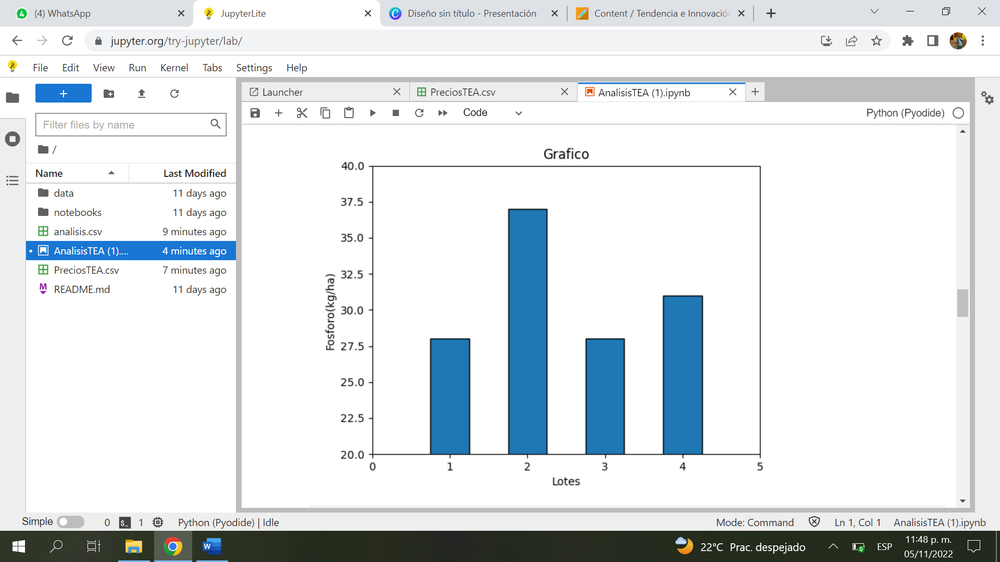 (4) WhatsApp
JupyterLite
Diseño sin título - Presentación
Content / Tendencia e Innovación
jupyter.org/try-jupyter/lab/
File Edit View Run Kernel Tabs Settings Help
Launcher
PreciosTEA.csv
AnalisisTEA (1).ipynb
Filter files by name
/
Name Last Modified
data 11 days ago
notebooks 11 days ago
analisis.csv 9 minutes ago
AnalisisTEA (1).... 4 minutes ago
PreciosTEA.csv 7 minutes ago
README.md 11 days ago
Code
Python (Pyodide)
Grafico
40.0
37.5
35.0
32.5
30.0
27.5
25.0
22.5
20.0
Fosforo(kg/ha)
0 1 2 3 4 5
Lotes
Simple 0 $_ 1 Python (Pyodide) | Idle Mode: Command Ln 1, Col 1 AnalisisTEA (1).ipynb
22°C Prac. despejado
ESP
11:48 p. m.
05/11/2022